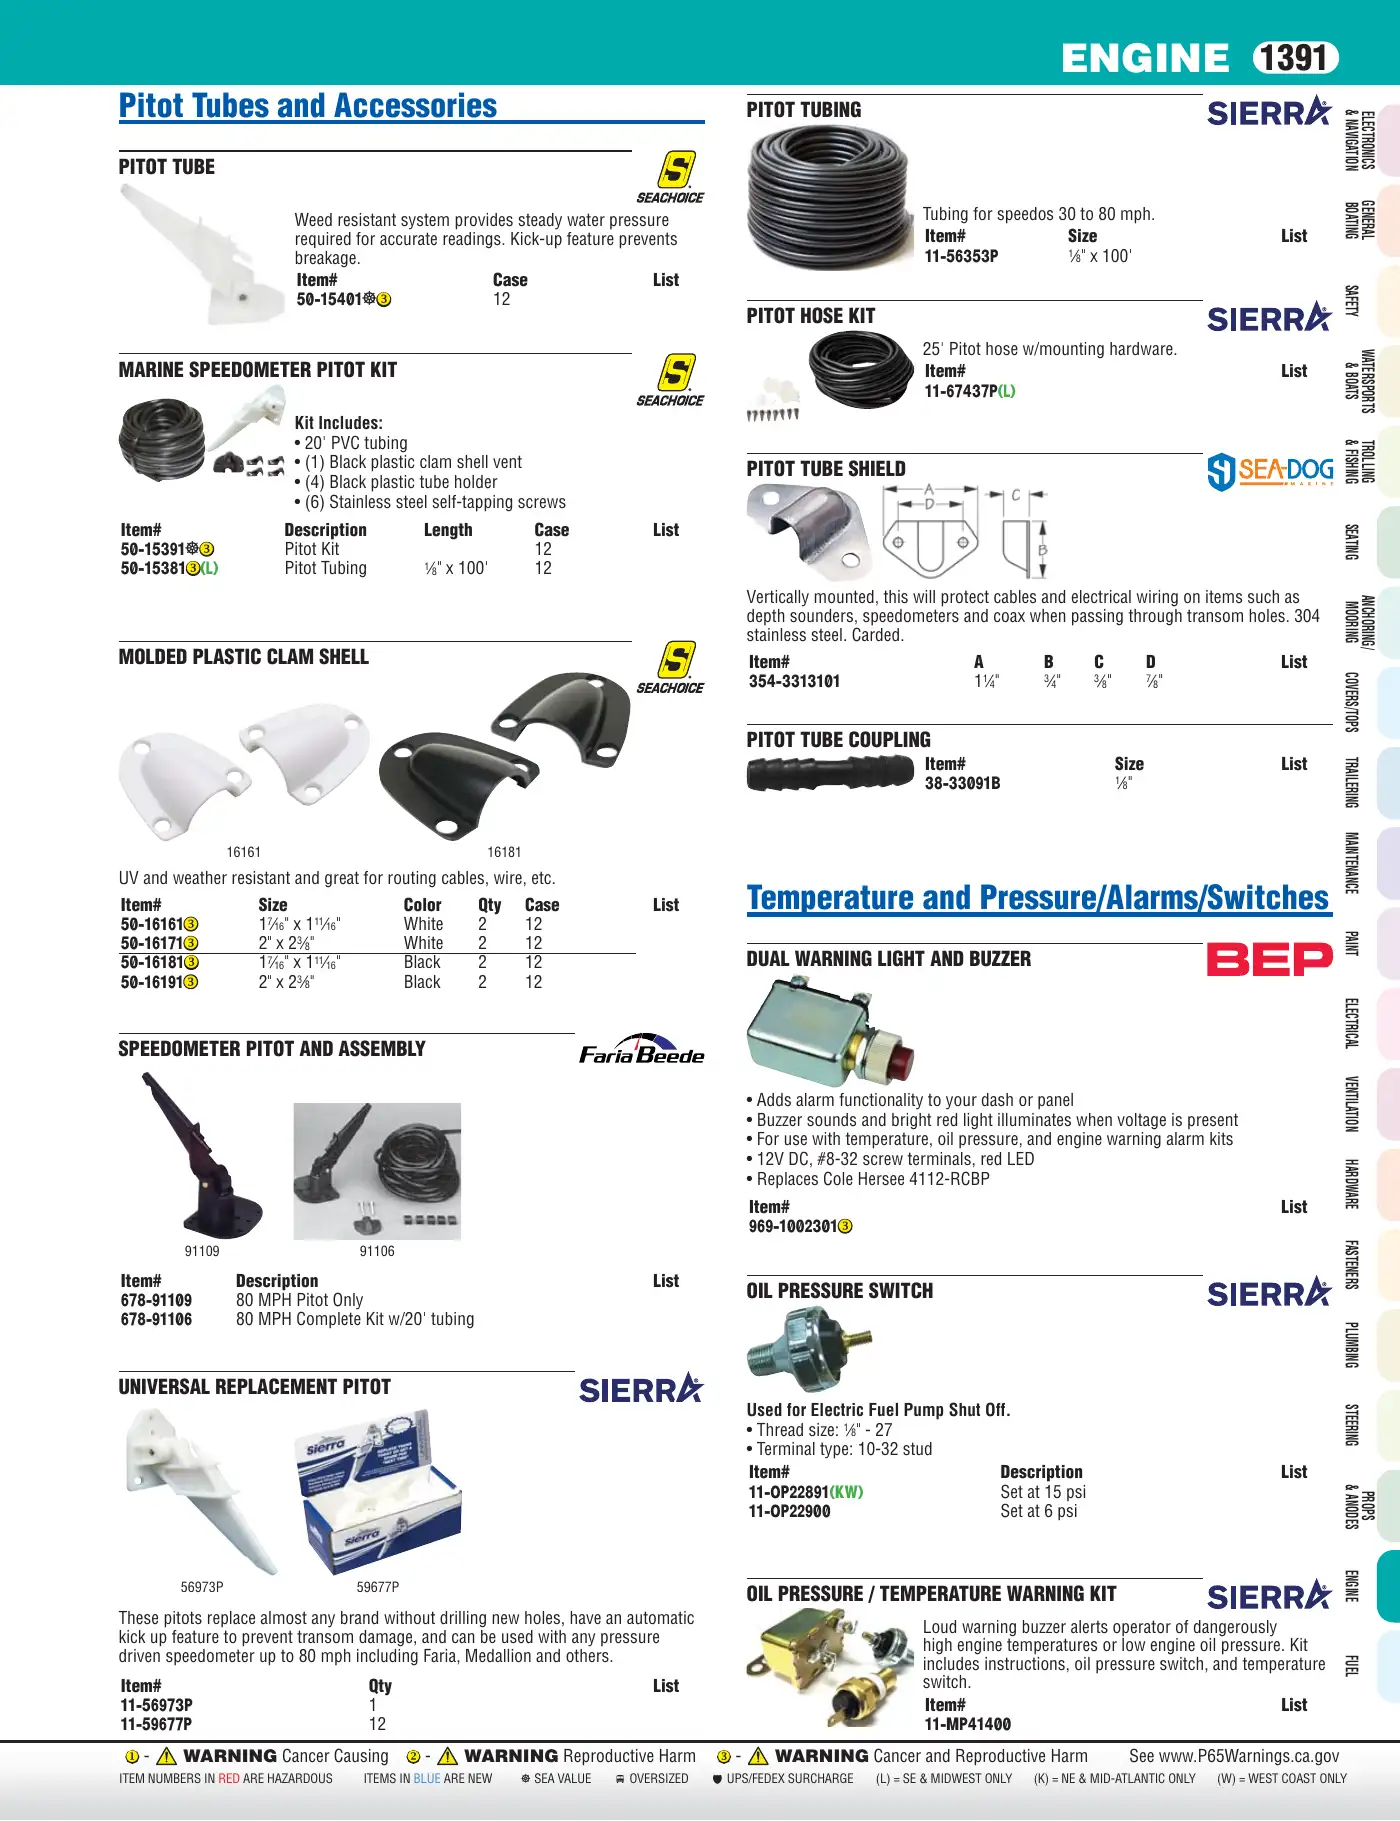 ENGINE 1391
Pitot Tubes and Accessories
PITOT TUBE
SEACHOICE
Weed resistant system provides steady water pressure
required for accurate readings. Kick-up feature prevents
breakage.
Item# Case List
50-15401 3 12
MARINE SPEEDOMETER PITOT KIT
SEACHOICE
Kit Includes:
• 20' PVC tubing
• (1) Black plastic clam shell vent
• (4) Black plastic tube holder
• (6) Stainless steel self-tapping screws
Item# Description Length Case List
50-15391 3 Pitot Kit 12
50-15381 3 (L) Pitot Tubing ⅛" x 100' 12
MOLDED PLASTIC CLAM SHELL
SEACHOICE
16161 16181
UV and weather resistant and great for routing cables, wire, etc.
Item# Size Color Qty Case List
50-16161 3 1⁷⁄₁₆" x 1¹¹⁄₁₆" White 2 12
50-16171 3 2" x 2⅜" White 2 12
50-16181 3 1⁷⁄₁₆" x 1¹¹⁄₁₆" Black 2 12
50-16191 3 2" x 2⅜" Black 2 12
SPEEDOMETER PITOT AND ASSEMBLY
Faria Beede
91109 91106
Item# Description List
678-91109 80 MPH Pitot Only
678-91106 80 MPH Complete Kit w/20' tubing
UNIVERSAL REPLACEMENT PITOT
SIERRA
Sierra
Sierra
56973P 59677P
These pitots replace almost any brand without drilling new holes, have an automatic
kick up feature to prevent transom damage, and can be used with any pressure
driven speedometer up to 80 mph including Faria, Medallion and others.
Item# Qty List
11-56973P 1
11-59677P 12
PITOT TUBING
SIERRA
Tubing for speedos 30 to 80 mph.
Item# Size List
11-56353P ⅛" x 100'
PITOT HOSE KIT
SIERRA
25' Pitot hose w/mounting hardware.
Item# List
11-67437P(L)
PITOT TUBE SHIELD
SEA-DOG
MARINE
A
D
C
B
Vertically mounted, this will protect cables and electrical wiring on items such as
depth sounders, speedometers and coax when passing through transom holes. 304
stainless steel. Carded.
Item# A B C D List
354-3313101 1¼" ¾" ⅜" ⅞"
PITOT TUBE COUPLING
Item# Size List
38-33091B ⅛"
Temperature and Pressure/Alarms/Switches
DUAL WARNING LIGHT AND BUZZER
BEP
• Adds alarm functionality to your dash or panel
• Buzzer sounds and bright red light illuminates when voltage is present
• For use with temperature, oil pressure, and engine warning alarm kits
• 12V DC, #8-32 screw terminals, red LED
• Replaces Cole Hersee 4112-RCBP
Item# List
969-1002301 3
OIL PRESSURE SWITCH
SIERRA
Used for Electric Fuel Pump Shut Off.
• Thread size: ⅛" - 27
• Terminal type: 10-32 stud
Item# Description List
11-OP22891(KW) Set at 15 psi
11-OP22900 Set at 6 psi
OIL PRESSURE / TEMPERATURE WARNING KIT
SIERRA
Loud warning buzzer alerts operator of dangerously
high engine temperatures or low engine oil pressure. Kit
includes instructions, oil pressure switch, and temperature
switch.
Item# List
11-MP41400
ELECTRONICS
& NAVIGATION
GENERAL
BOATING
SAFETY
WATERSPORTS
& BOATS
TROLLING
& FISHING
SEATING
ANCHORING/
MOORING
COVERS/TOPS
TRAILERING
MAINTENANCE
PAINT
ELECTRICAL
VENTILATION
HARDWARE
FASTENERS
PLUMBING
STEERING
PROPS
& ANODES
ENGINE
FUEL
1 - WARNING Cancer Causing 2 - WARNING Reproductive Harm 3 - WARNING Cancer and Reproductive Harm See www.P65Warnings.ca.gov
ITEM NUMBERS IN RED ARE HAZARDOUS ITEMS IN BLUE ARE NEW SEA VALUE OVERSIZED UPS/FEDEX SURCHARGE (L) = SE & MIDWEST ONLY (K) = NE & MID-ATLANTIC ONLY (W) = WEST COAST ONLY